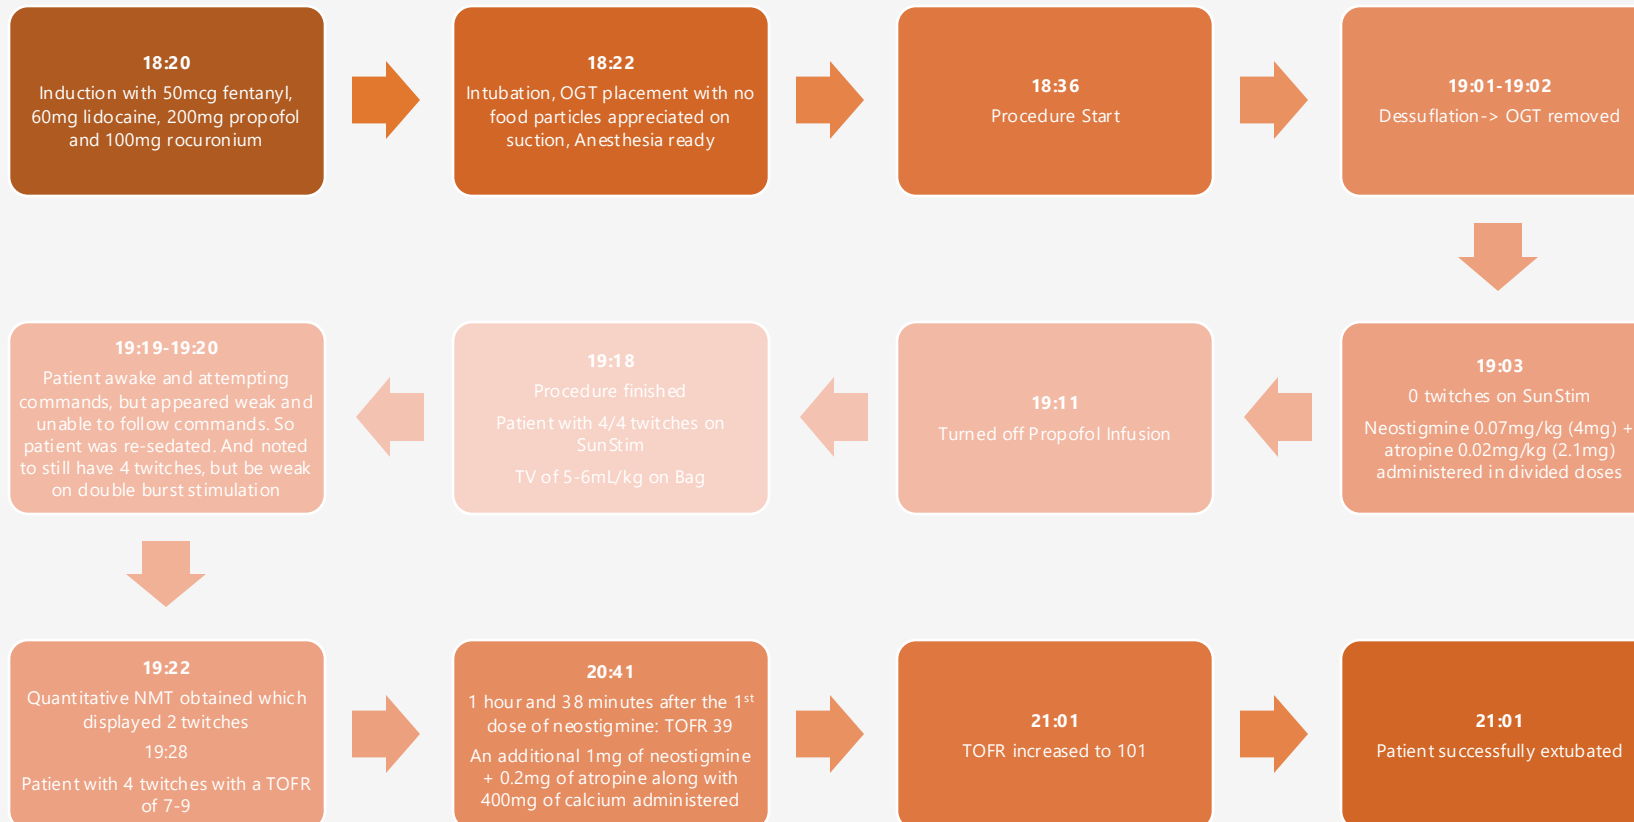 18:20
Induction with 50mcg fentanyl,
60mg lidocaine, 200mg propofol
and 100mg rocuronium
18:22
Intubation, OGT placement with no
food particles appreciated on
suction, Anesthesia ready
18:36
Procedure Start
19:01-19:02
Dessuflation-> OGT removed
19:03
0 twitches on SunStim
Neostigmine 0.07mg/kg (4mg) +
atropine 0.02mg/kg (2.1mg)
administered in divided doses
19:11
Turned off Propofol Infusion
19:18
Procedure finished
Patient with 4/4 twitches on
SunStim
TV of 5-6mL/kg on Bag
19:19-19:20
Patient awake and attempting
commands, but appeared weak and
unable to follow commands. So
patient was re-sedated. And noted
to still have 4 twitches, but be weak
on double burst stimulation
19:22
Quantitative NMT obtained which
displayed 2 twitches
19:28
Patient with 4 twitches with a TOFR
of 7-9
20:41
1 hour and 38 minutes after the 1st
dose of neostigmine: TOFR 39
An additional 1mg of neostigmine
+ 0.2mg of atropine along with
400mg of calcium administered
21:01
TOFR increased to 101
21:01
Patient successfully extubated